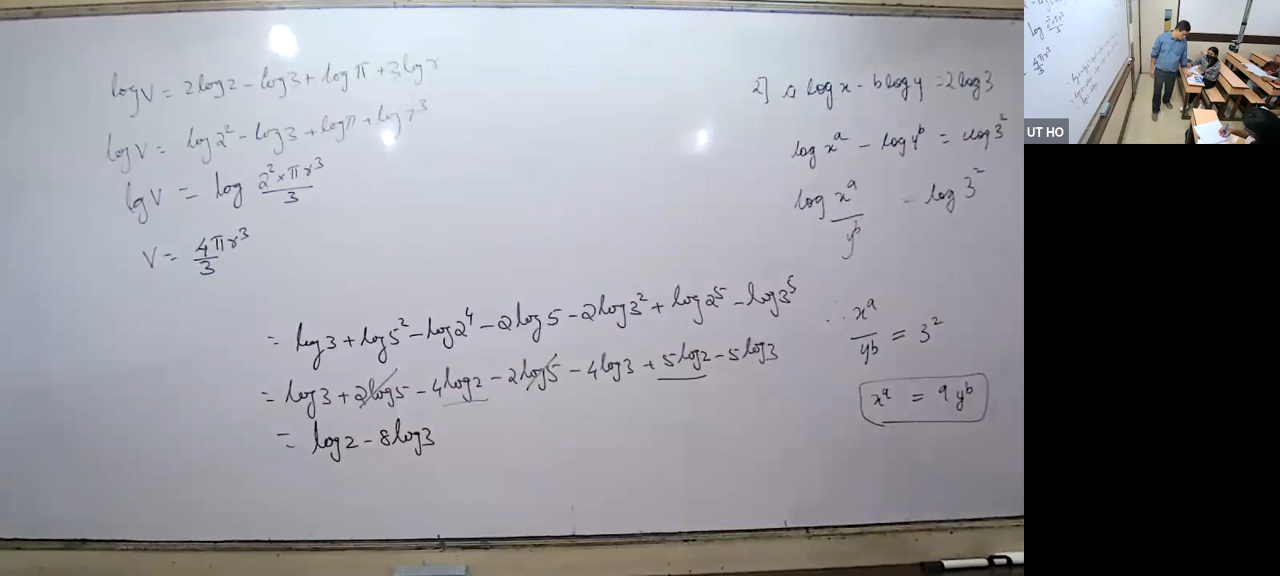 log V = 2 log 2 - log 3 + log π + 3 log r
log V = log 2² - log 3 + log π + log r³
log V = log 2² × π r³ / 3
V = 4/3 π r³
= log 3 + log 5² - log 2⁴ - 2 log 5 - 2 log 3² + log 2⁵ - log 3⁵
= log 3 + 2 log 5 - 4 log 2 - 2 log 5 - 4 log 3 + 5 log 2 - 5 log 3
= log 2 - 8 log 3
2] a log x - b log y = 2 log 3
log xᵃ - log yᵇ = log 3²
log xᵃ / yᵇ = log 3²
∴ xᵃ / yᵇ = 3²
xᵃ = 9 yᵇ
UT HO